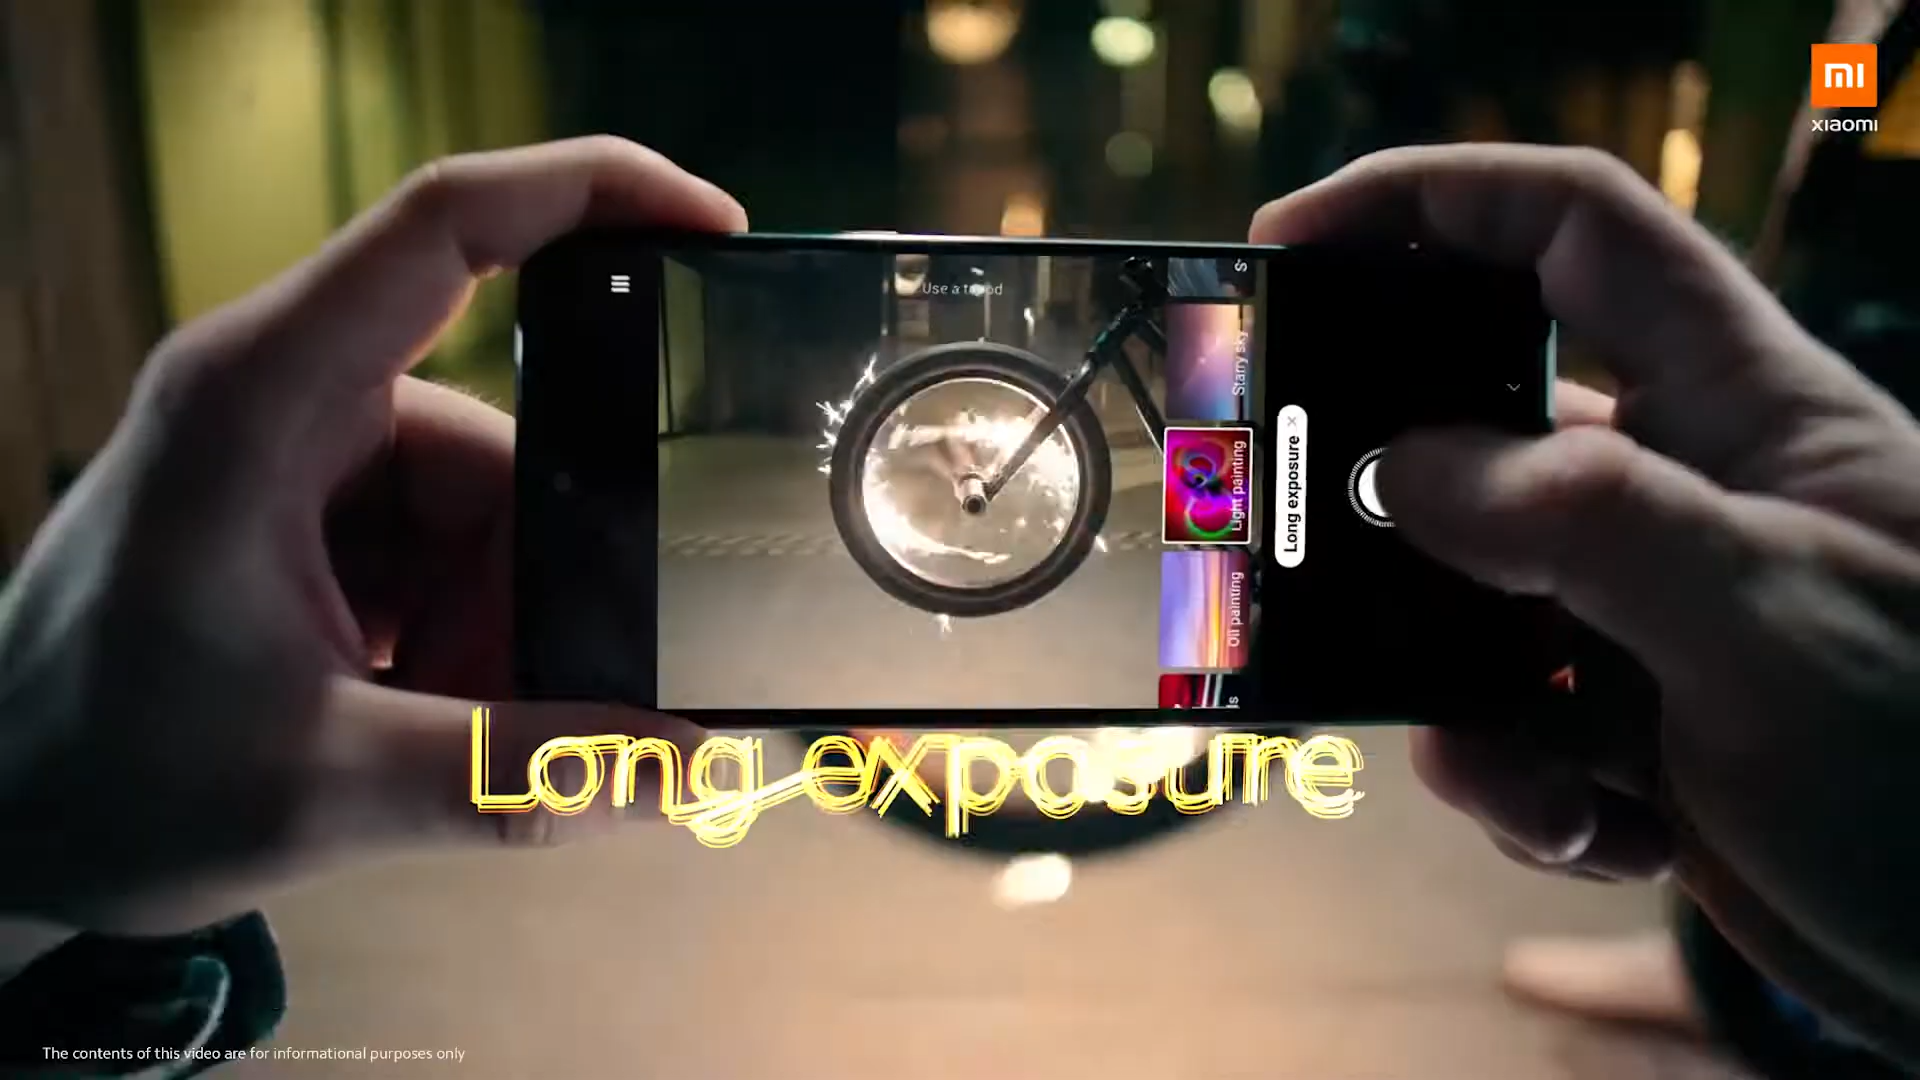 mi
xiaomi
Use a tripod
Starry sky
Light painting
Oil painting
Long exposure ×
Long exposure
The contents of this video are for informational purposes only